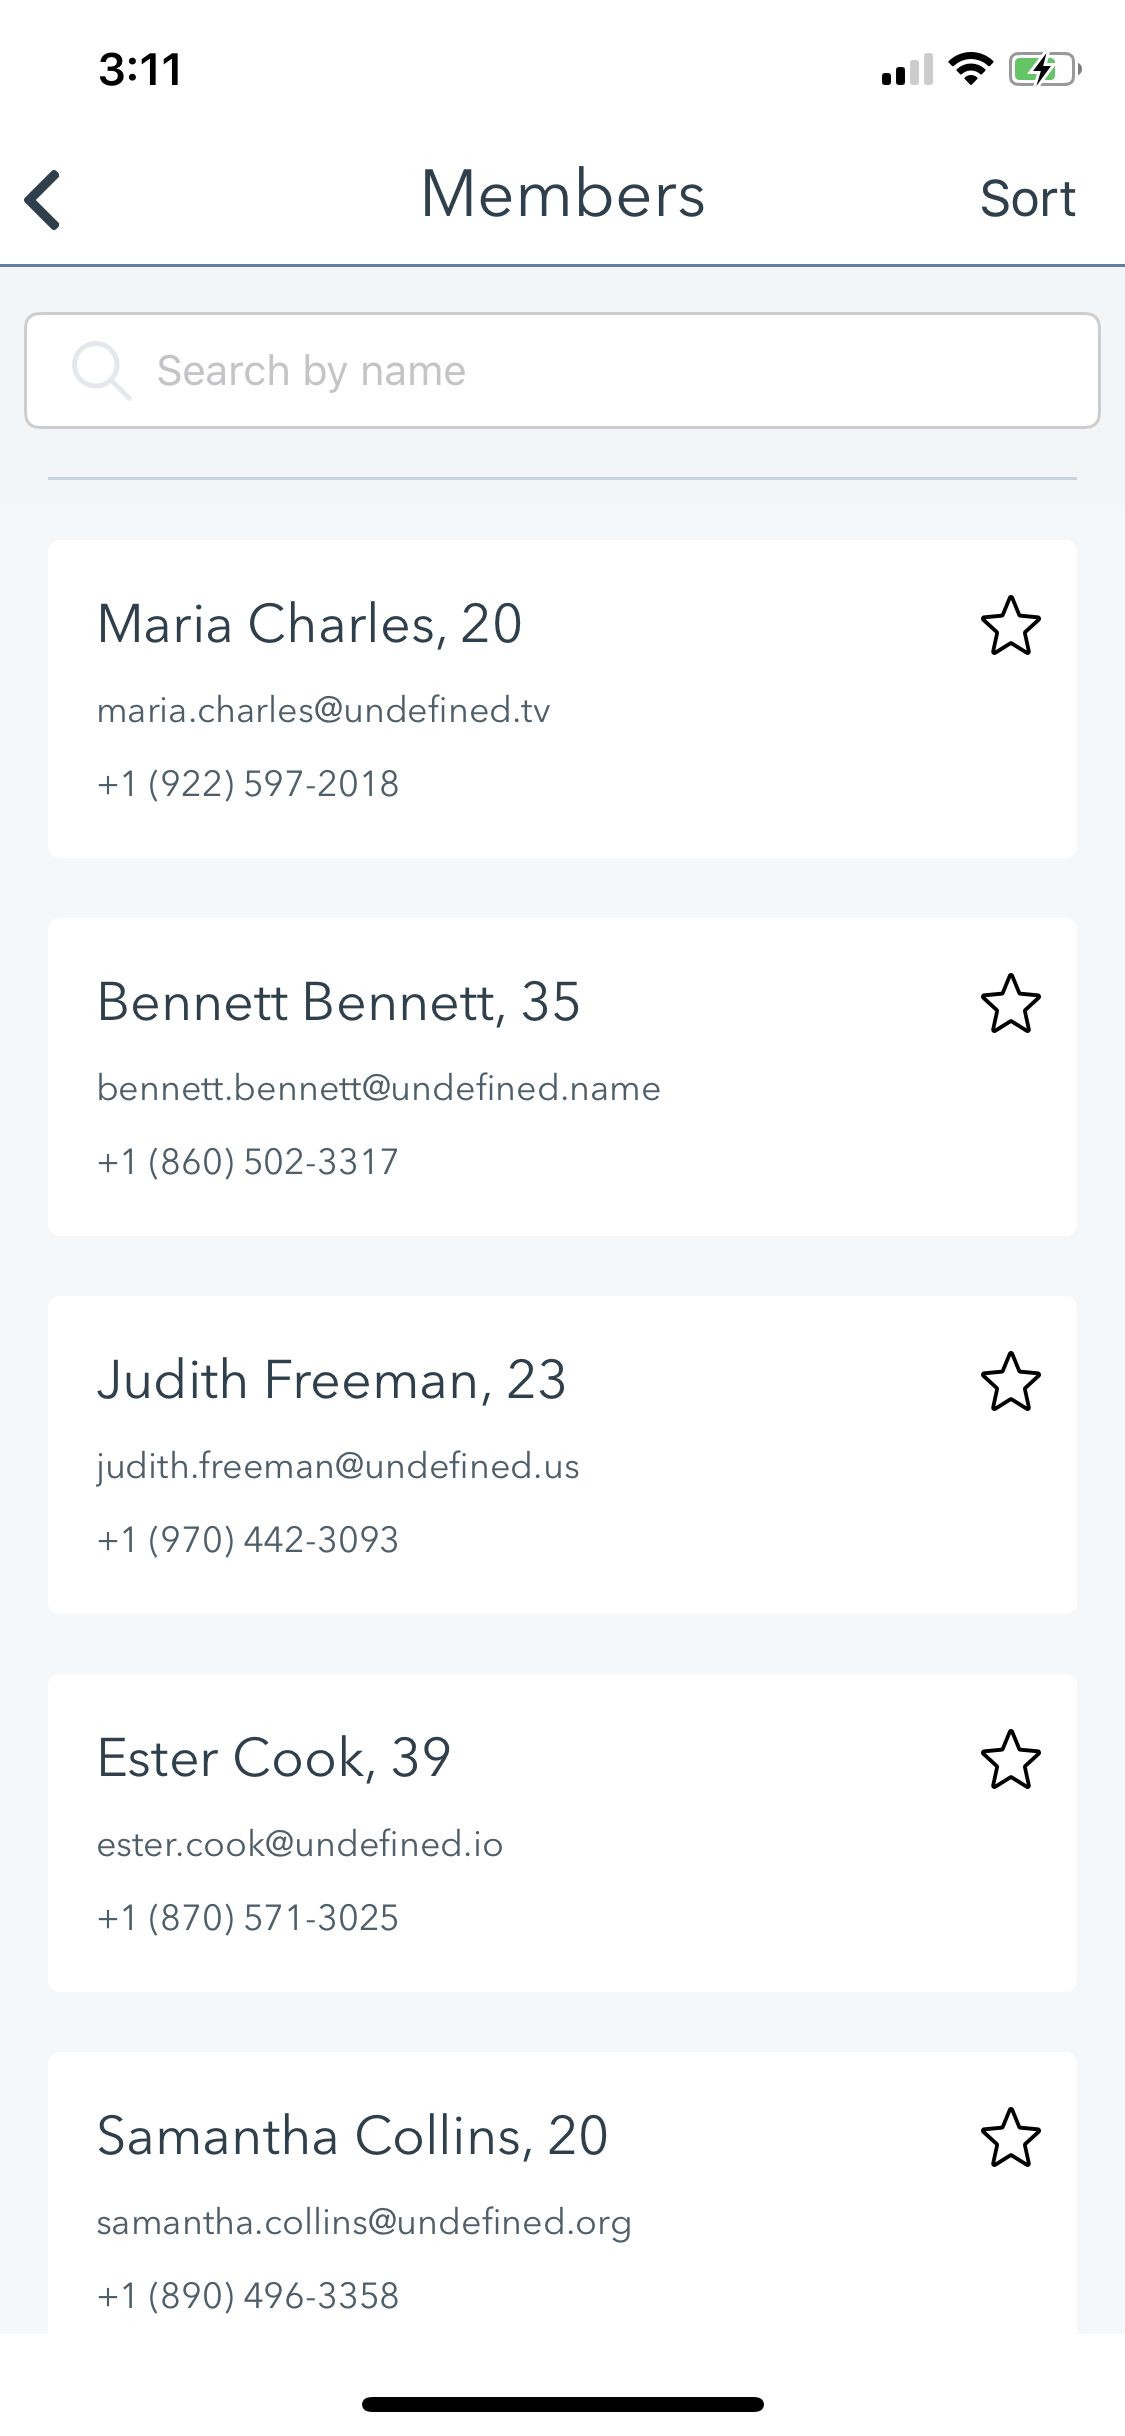 3:11
Members
Sort
Search by name
Maria Charles, 20
maria.charles@undefined.tv
+1 (922) 597-2018
Bennett Bennett, 35
bennett.bennett@undefined.name
+1 (860) 502-3317
Judith Freeman, 23
judith.freeman@undefined.us
+1 (970) 442-3093
Ester Cook, 39
ester.cook@undefined.io
+1 (870) 571-3025
Samantha Collins, 20
samantha.collins@undefined.org
+1 (890) 496-3358